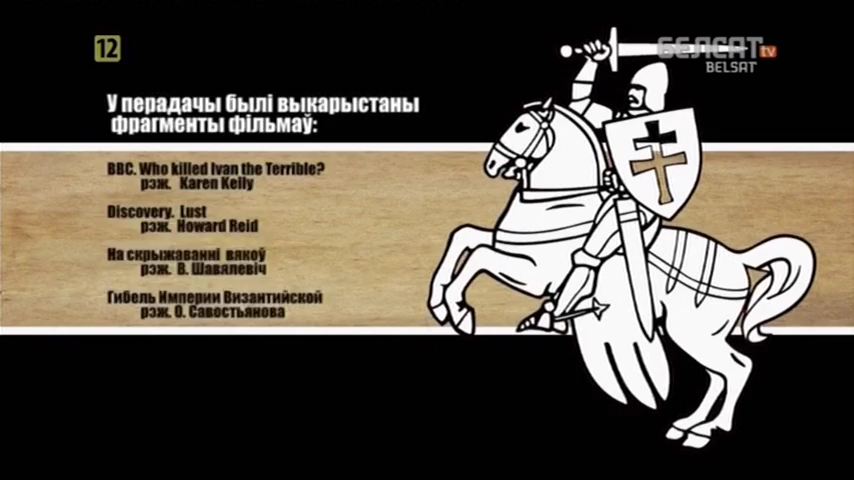 12
БЕЛСАТ tv
BELSAT
У перадачы былі выкарыстаны
фрагменты фільмаў:
BBC. Who killed Ivan the Terrible?
рэж. Karen Kelly
Discovery. Lust
рэж. Howard Reid
На скрыжаванні вякоў
рэж. В. Шавялевіч
Гибель Империи Византийской
рэж. О. Савостьянова